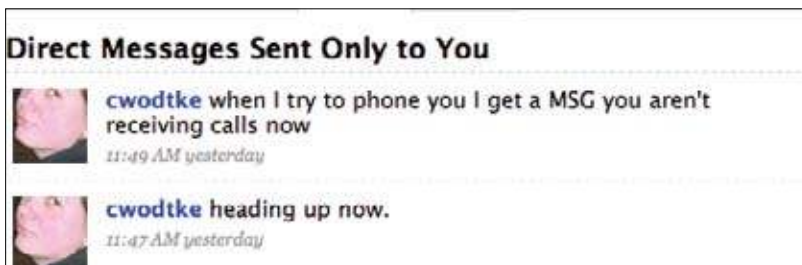 Direct Messages Sent Only to You
cwodtke when I try to phone you I get a MSG you aren't
receiving calls now
11:49 AM yesterday
cwodtke heading up now.
11:47 AM yesterday